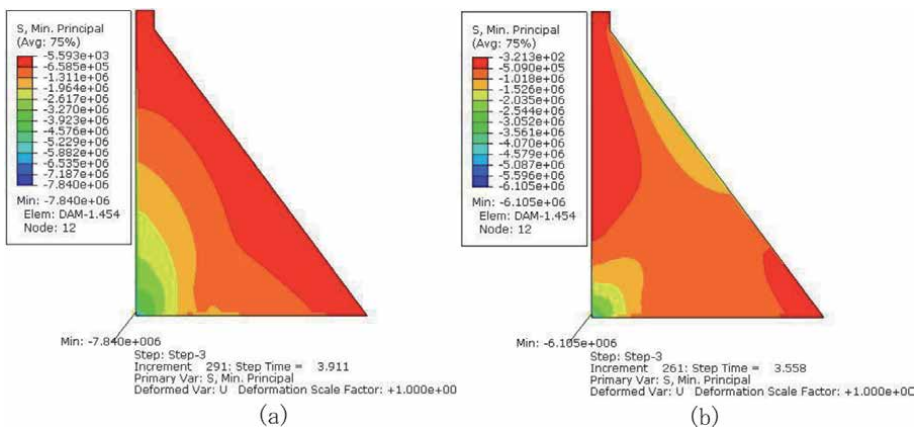 S, Min. Principal
(Avg: 75%)
-5.593e+03
-6.585e+05
-1.311e+06
-1.964e+06
-2.617e+06
-3.270e+06
-3.923e+06
-4.576e+06
-5.229e+06
-5.882e+06
-6.535e+06
-7.187e+06
-7.840e+06
Min: -7.840e+06
Elem: DAM-1.454
Node: 12
Min: -7.840e+006
Step: Step-3
Increment 291: Step Time = 3.911
Primary Var: S, Min. Principal
Deformed Var: U Deformation Scale Factor: +1.000e+00
(a)
S, Min. Principal
(Avg: 75%)
-3.213e+02
-5.090e+05
-1.018e+06
-1.526e+06
-2.035e+06
-2.544e+06
-3.052e+06
-3.561e+06
-4.070e+06
-4.579e+06
-5.087e+06
-5.596e+06
-6.105e+06
Min: -6.105e+06
Elem: DAM-1.454
Node: 12
Min: -6.105e+006
Step: Step-3
Increment 261: Step Time = 3.558
Primary Var: S, Min. Principal
Deformed Var: U Deformation Scale Factor: +1.000e+00
(b)